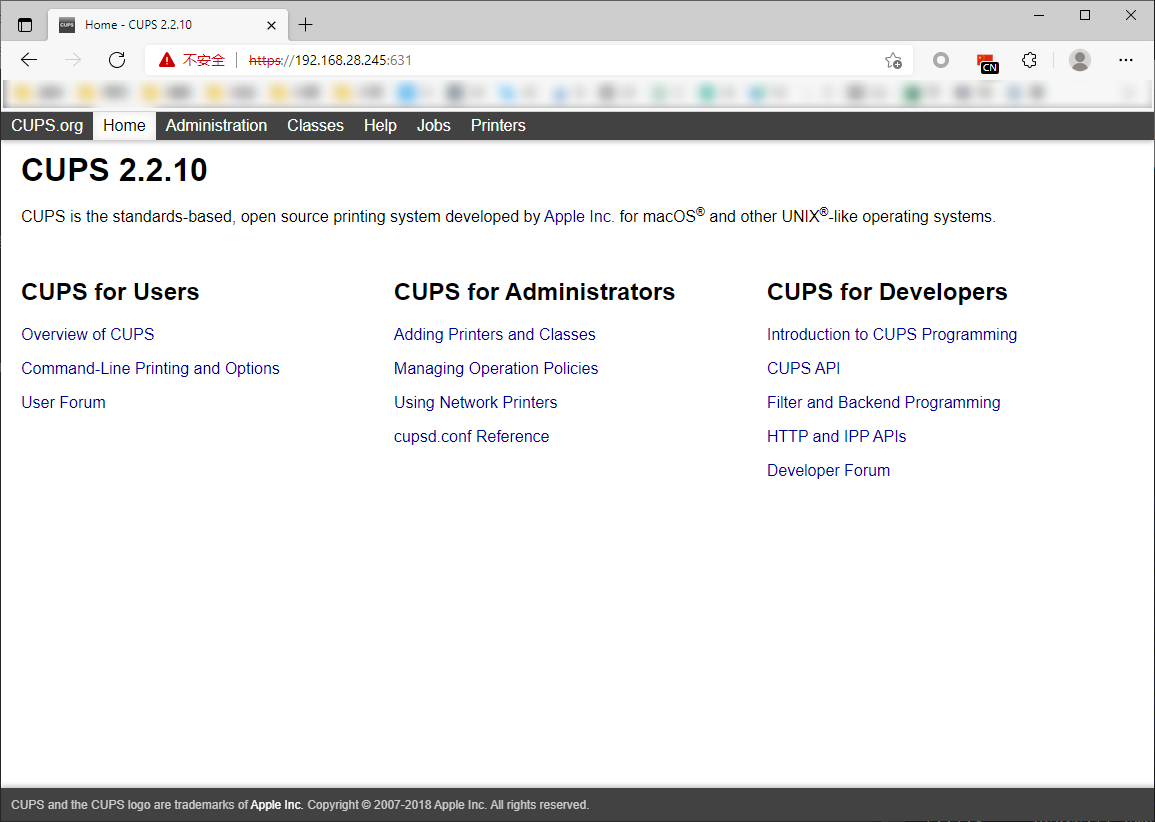 CUPS
Home - CUPS 2.2.10
不安全 https://192.168.28.245:631
CN
CUPS.org Home Administration Classes Help Jobs Printers
CUPS 2.2.10
CUPS is the standards-based, open source printing system developed by Apple Inc. for macOS® and other UNIX®-like operating systems.
CUPS for Users
Overview of CUPS
Command-Line Printing and Options
User Forum
CUPS for Administrators
Adding Printers and Classes
Managing Operation Policies
Using Network Printers
cupsd.conf Reference
CUPS for Developers
Introduction to CUPS Programming
CUPS API
Filter and Backend Programming
HTTP and IPP APIs
Developer Forum
CUPS and the CUPS logo are trademarks of Apple Inc. Copyright © 2007-2018 Apple Inc. All rights reserved.